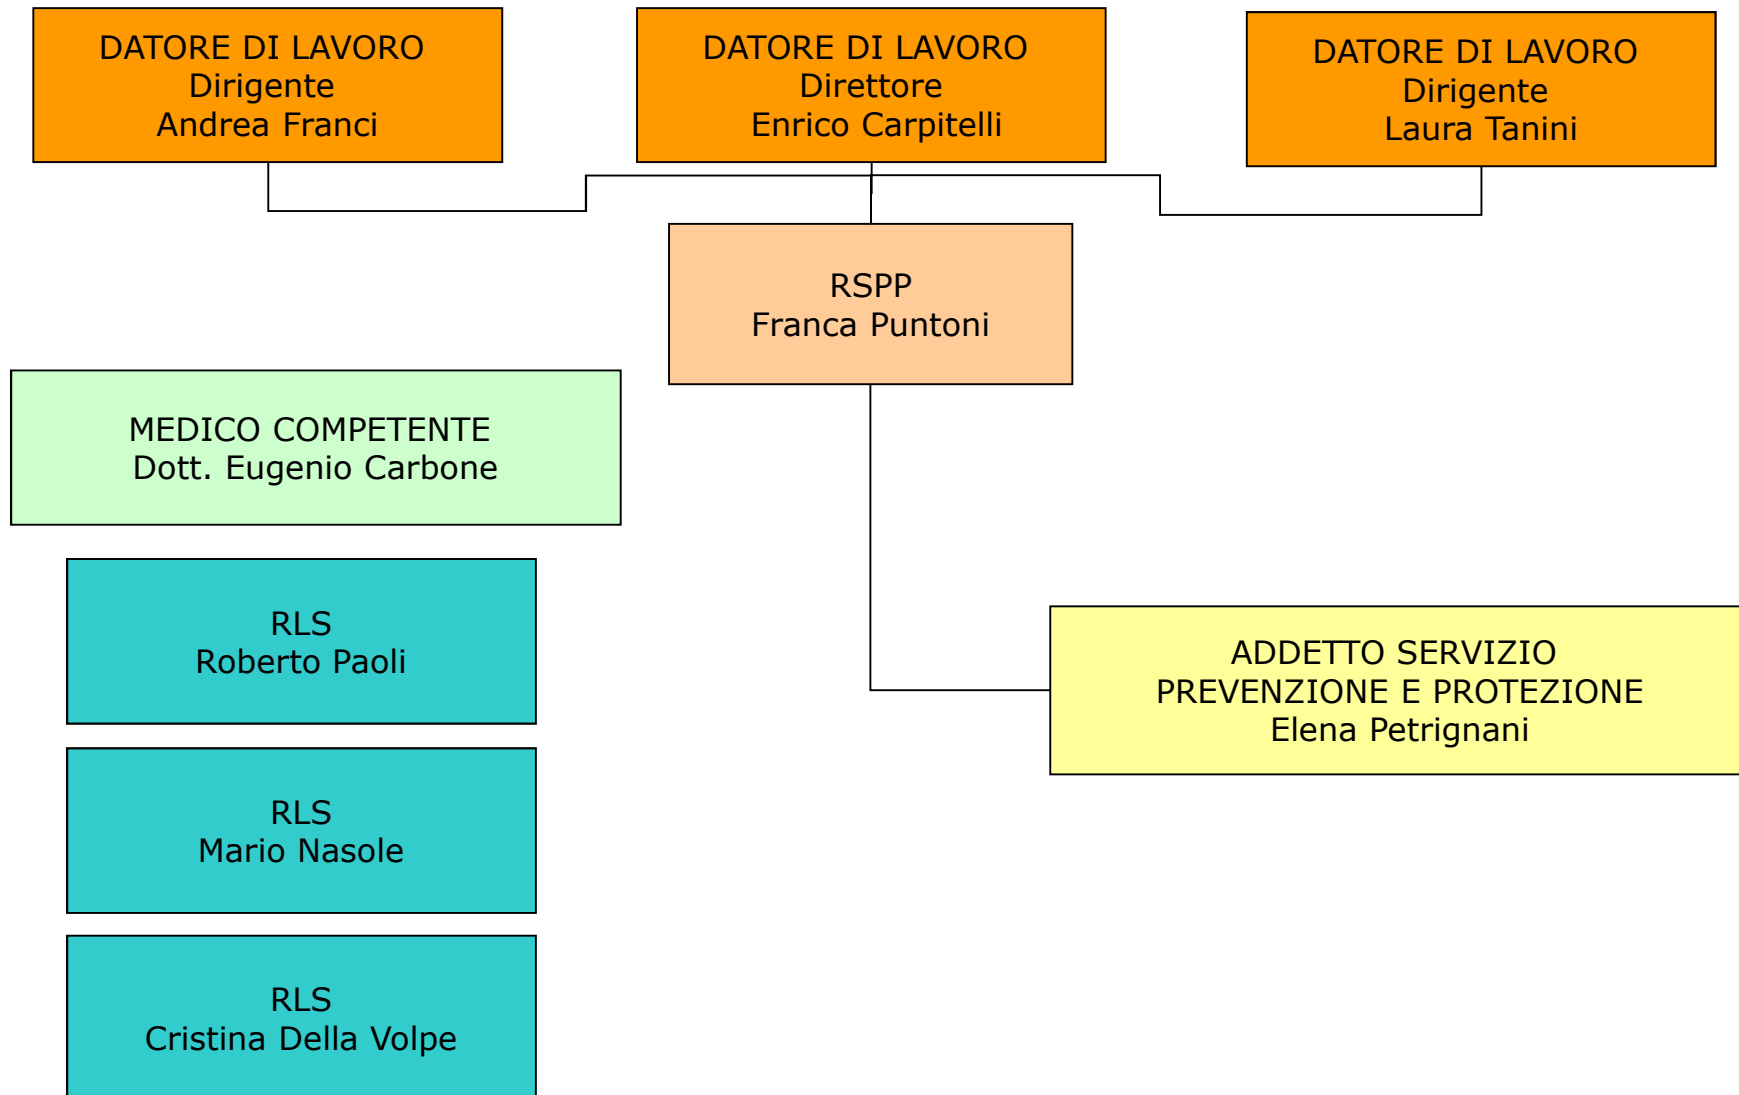 DATORE DI LAVORO
Dirigente
Andrea Franci
DATORE DI LAVORO
Direttore
Enrico Carpitelli
DATORE DI LAVORO
Dirigente
Laura Tanini
RSPP
Franca Puntoni
MEDICO COMPETENTE
Dott. Eugenio Carbone
RLS
Roberto Paoli
ADDETTO SERVIZIO
PREVENZIONE E PROTEZIONE
Elena Petrignani
RLS
Mario Nasole
RLS
Cristina Della Volpe